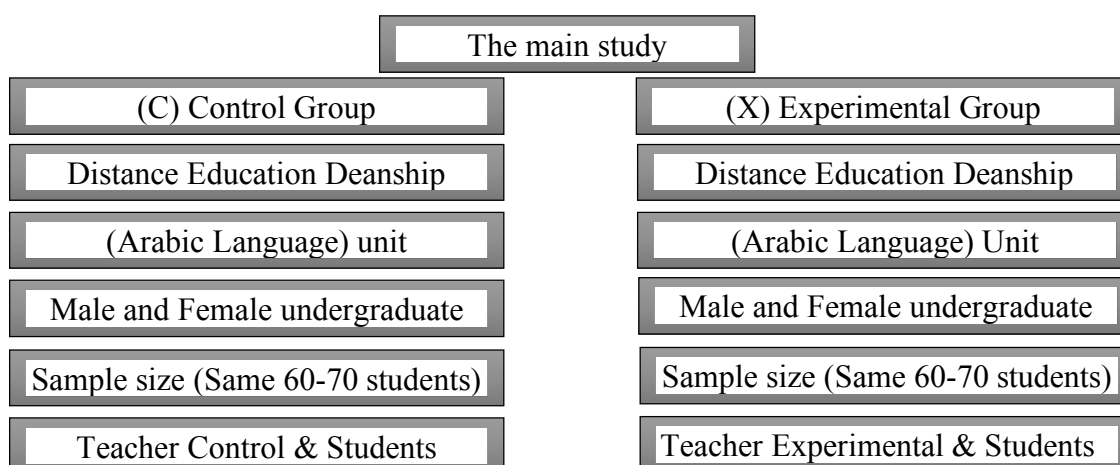 The main study
(C) Control Group
(X) Experimental Group
Distance Education Deanship
Distance Education Deanship
(Arabic Language) unit
(Arabic Language) Unit
Male and Female undergraduate
Male and Female undergraduate
Sample size (Same 60-70 students)
Sample size (Same 60-70 students)
Teacher Control & Students
Teacher Experimental & Students